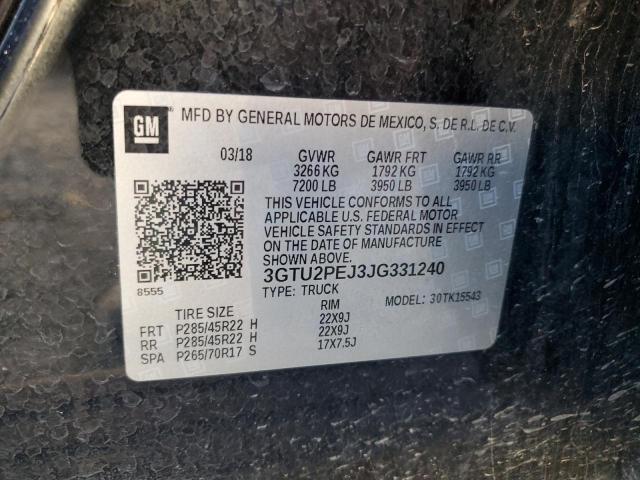 GM
MFD BY GENERAL MOTORS DE MEXICO, S. DE R.L. DE C.V.
03/18 GVWR GAWR FRT GAWR RR
3266 KG 1792 KG 1792 KG
7200 LB 3950 LB 3950 LB
THIS VEHICLE CONFORMS TO ALL
APPLICABLE U.S. FEDERAL MOTOR
VEHICLE SAFETY STANDARDS IN EFFECT
ON THE DATE OF MANUFACTURE
SHOWN ABOVE.
3GTU2PEJ3JG331240
8555
TYPE: TRUCK MODEL: 30TK15543
TIRE SIZE RIM
FRT P285/45R22 H 22X9J
RR P285/45R22 H 22X9J
SPA P265/70R17 S 17X7.5J